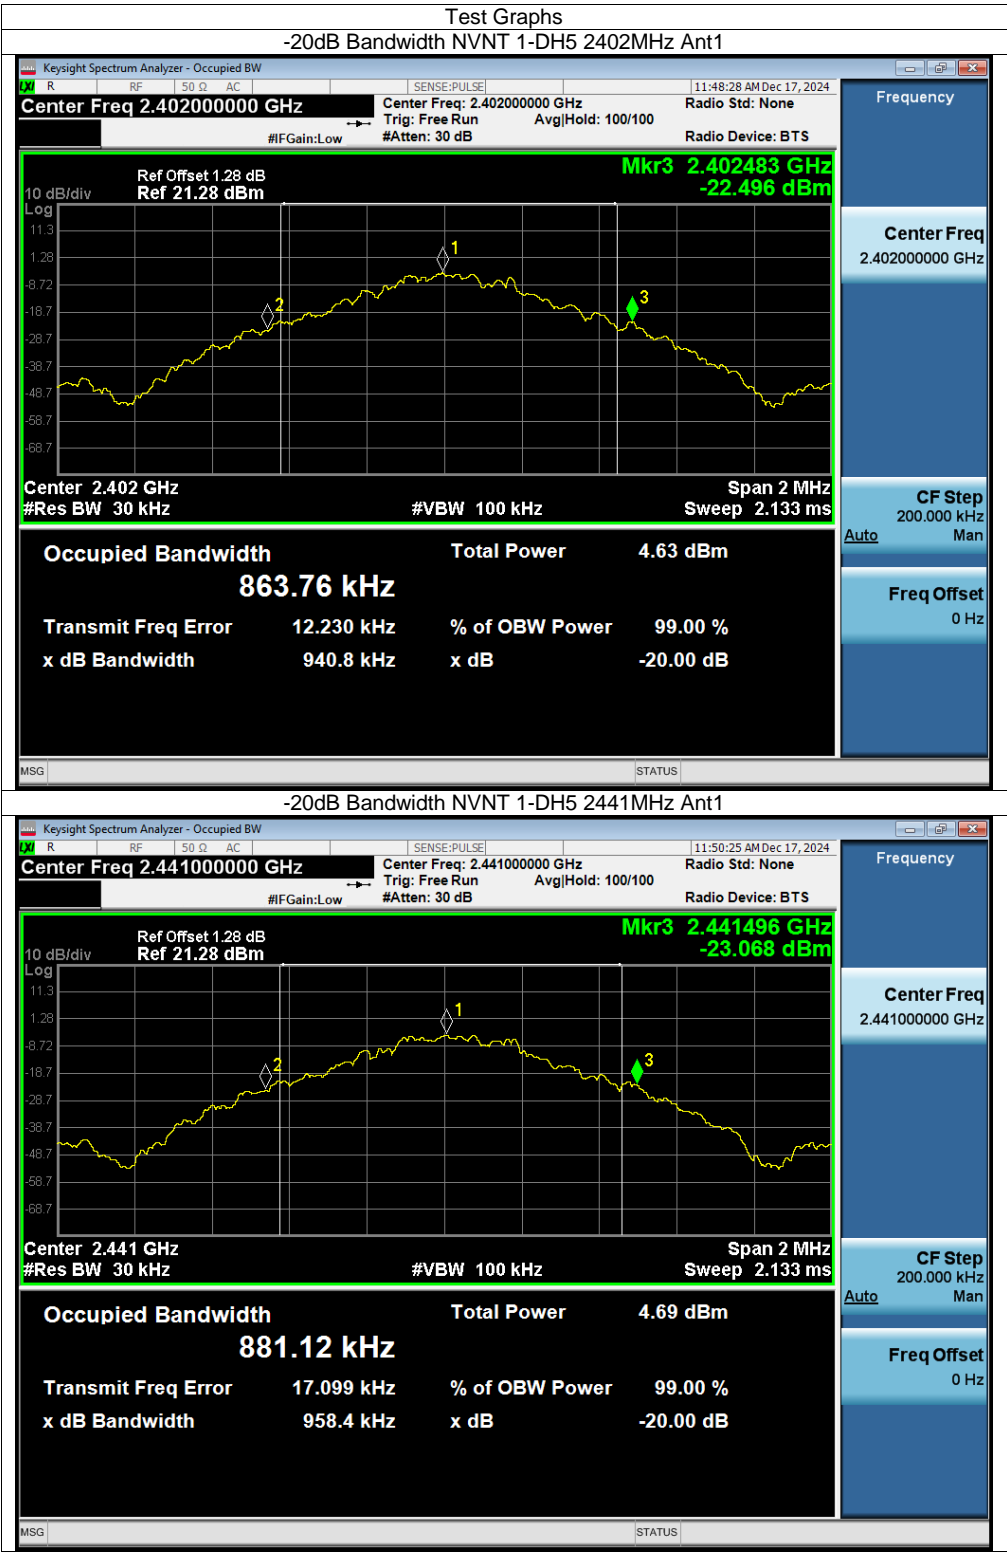 Test Graphs
-20dB Bandwidth NVNT 1-DH5 2402MHz Ant1
Keysight Spectrum Analyzer - Occupied BW
LXI R RF 50 Ω AC SENSE:PULSE 11:48:28 AM Dec 17, 2024
Center Freq 2.402000000 GHz
Center Freq: 2.402000000 GHz
Radio Std: None
Trig: Free Run Avg|Hold: 100/100
#IFGain:Low #Atten: 30 dB
Radio Device: BTS
Frequency
Mkr3 2.402483 GHz
-22.496 dBm
Ref Offset 1.28 dB
10 dB/div Ref 21.28 dBm
Log
11.3
1.28
-8.72
-18.7
-28.7
-38.7
-48.7
-58.7
-68.7
1
2
3
Center 2.402 GHz Span 2 MHz
#Res BW 30 kHz #VBW 100 kHz Sweep 2.133 ms
Center Freq
2.402000000 GHz
CF Step
200.000 kHz
Auto Man
Freq Offset
0 Hz
Occupied Bandwidth Total Power 4.63 dBm
863.76 kHz
Transmit Freq Error 12.230 kHz % of OBW Power 99.00 %
x dB Bandwidth 940.8 kHz x dB -20.00 dB
MSG STATUS
-20dB Bandwidth NVNT 1-DH5 2441MHz Ant1
Keysight Spectrum Analyzer - Occupied BW
LXI R RF 50 Ω AC SENSE:PULSE 11:50:25 AM Dec 17, 2024
Center Freq 2.441000000 GHz
Center Freq: 2.441000000 GHz
Radio Std: None
Trig: Free Run Avg|Hold: 100/100
#IFGain:Low #Atten: 30 dB
Radio Device: BTS
Frequency
Mkr3 2.441496 GHz
-23.068 dBm
Ref Offset 1.28 dB
10 dB/div Ref 21.28 dBm
Log
11.3
1.28
-8.72
-18.7
-28.7
-38.7
-48.7
-58.7
-68.7
1
2
3
Center 2.441 GHz Span 2 MHz
#Res BW 30 kHz #VBW 100 kHz Sweep 2.133 ms
Center Freq
2.441000000 GHz
CF Step
200.000 kHz
Auto Man
Freq Offset
0 Hz
Occupied Bandwidth Total Power 4.69 dBm
881.12 kHz
Transmit Freq Error 17.099 kHz % of OBW Power 99.00 %
x dB Bandwidth 958.4 kHz x dB -20.00 dB
MSG STATUS